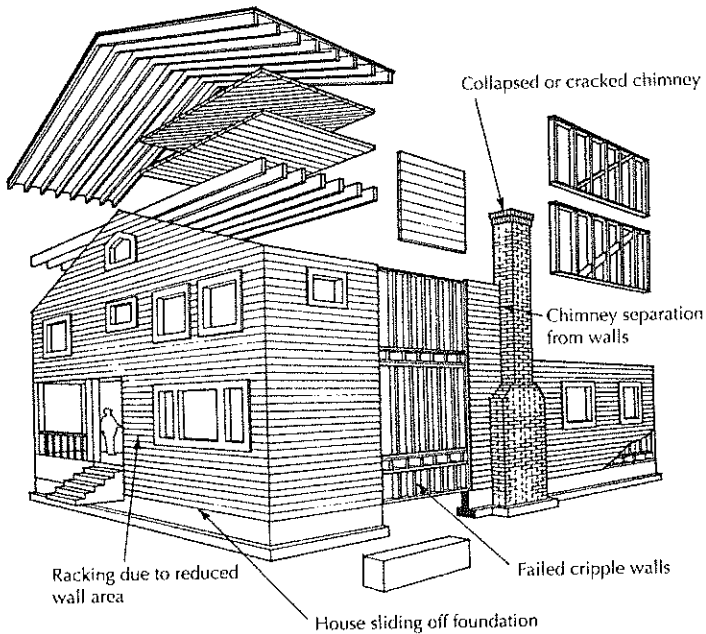 Collapsed or cracked chimney
Chimney separation
from walls
Failed cripple walls
Racking due to reduced
wall area
House sliding off foundation